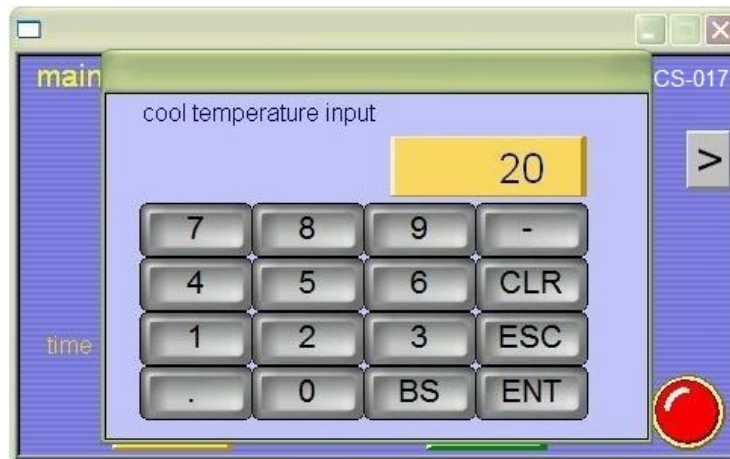 main
CS-017
cool temperature input
20
>
7 8 9 -
4 5 6 CLR
1 2 3 ESC
time
. 0 BS ENT